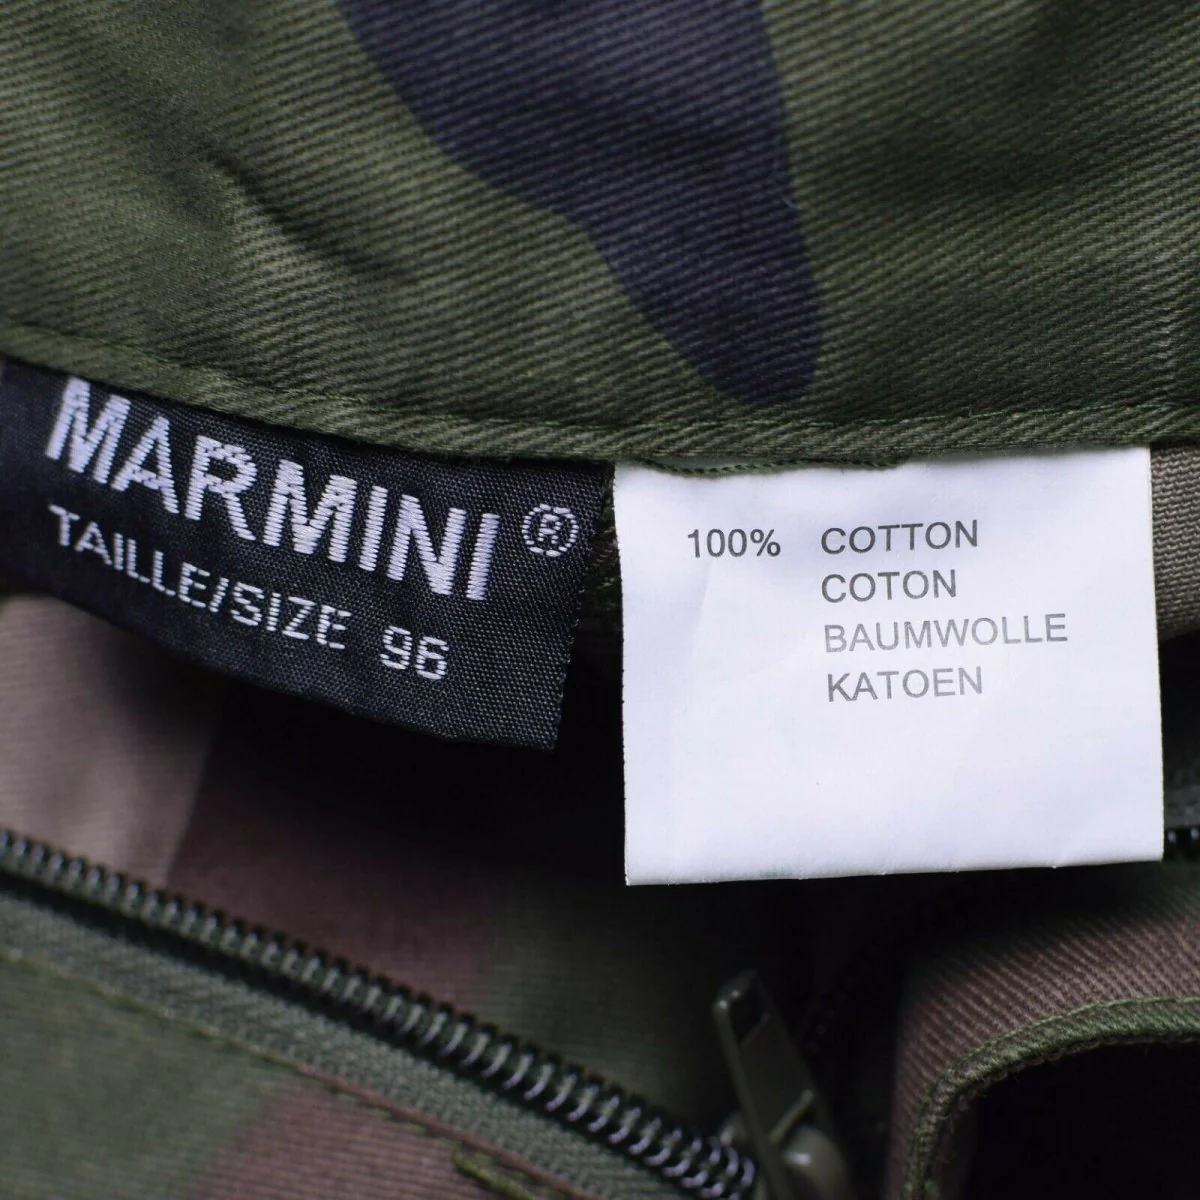 MARMINI®
TAILLE/SIZE 96
100% COTTON
COTON
BAUMWOLLE
KATOEN